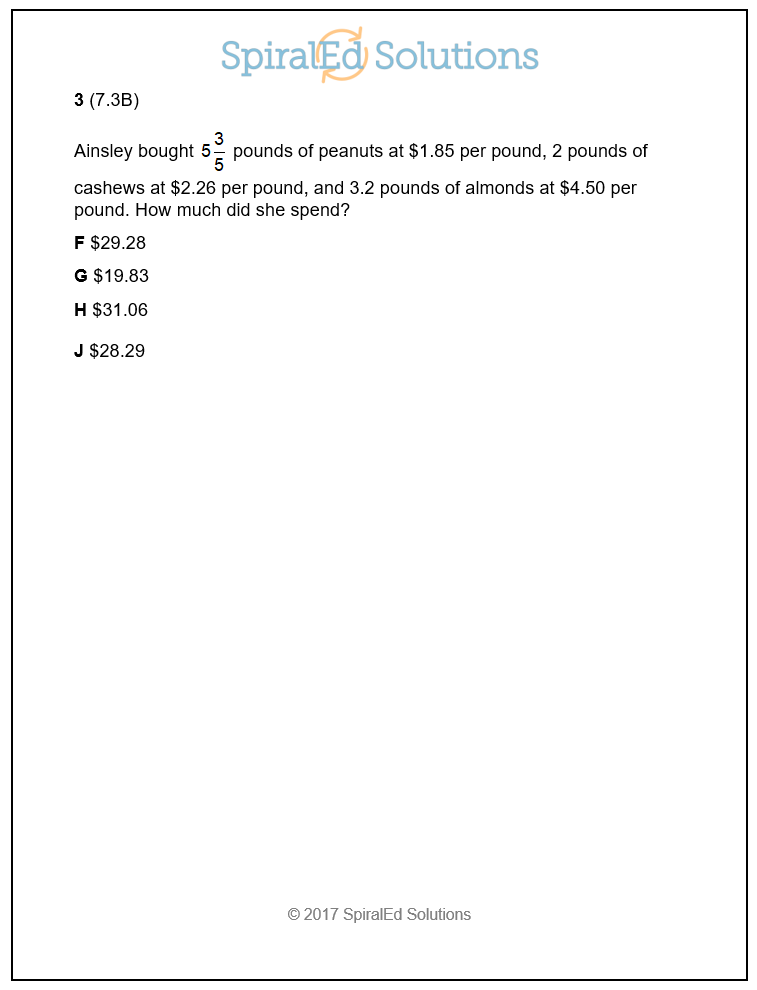 SpiralEd Solutions
3 (7.3B)
Ainsley bought 5 3/5 pounds of peanuts at $1.85 per pound, 2 pounds of
cashews at $2.26 per pound, and 3.2 pounds of almonds at $4.50 per
pound. How much did she spend?
F $29.28
G $19.83
H $31.06
J $28.29
© 2017 SpiralEd Solutions